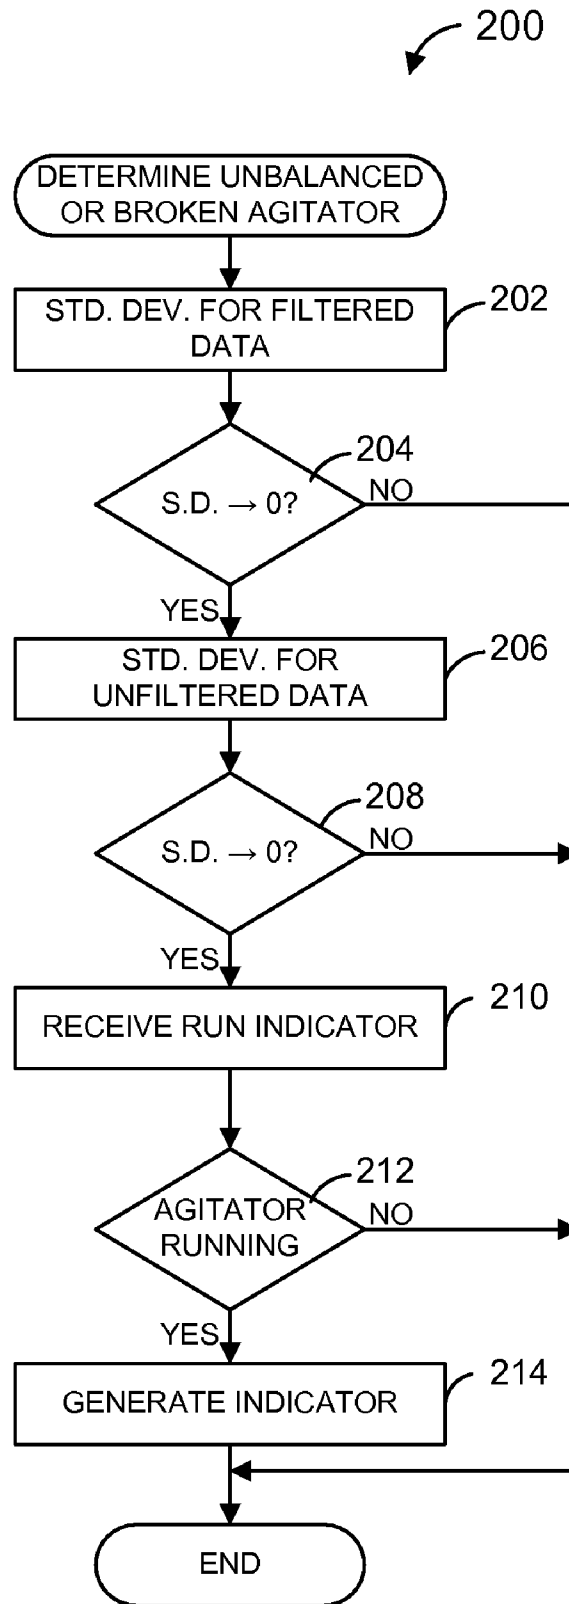 200
DETERMINE UNBALANCED
OR BROKEN AGITATOR
STD. DEV. FOR FILTERED
DATA
202
204
S.D. → 0?
NO
YES
STD. DEV. FOR
UNFILTERED DATA
206
208
S.D. → 0?
NO
YES
RECEIVE RUN INDICATOR
210
212
AGITATOR
RUNNING
NO
YES
GENERATE INDICATOR
214
END